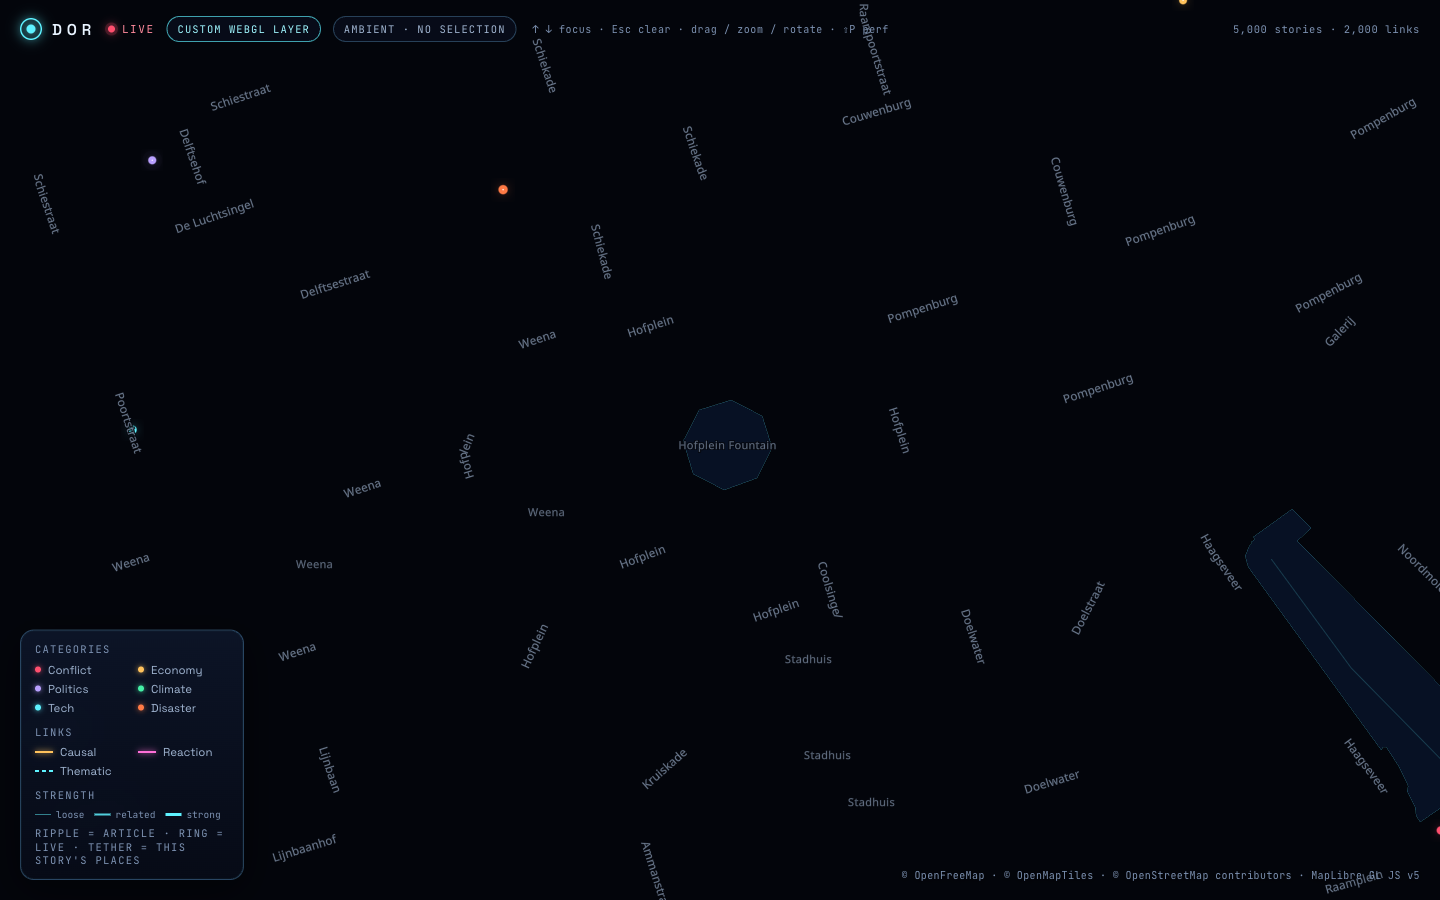 DOR
LIVE
CUSTOM WEBGL LAYER
AMBIENT · NO SELECTION
↑ ↓ focus · Esc clear · drag / zoom / rotate · ⇧P perf
5,000 stories · 2,000 links
Raampoortstraat
Schiekade
Schiestraat
Couwenburg
Pompenburg
Delftsehof
Schiekade
Schiestraat
Couwenburg
De Luchtsingel
Pompenburg
Schiekade
Delftsestraat
Pompenburg
Pompenburg
Hofplein
Weena
Galerij
Pompenburg
Poortstraat
Hofplein
Hofplein Fountain
Hofplein
Weena
Weena
Hofplein
Weena
Weena
Haagseveer
Coolsingel
Hofplein
Doelstraat
Doelwater
Hofplein
Weena
Stadhuis
Stadhuis
Lijnbaan
Kruiskade
Haagseveer
Doelwater
Stadhuis
Lijnbaanhof
CATEGORIES
Conflict
Economy
Politics
Climate
Tech
Disaster
LINKS
Causal
Reaction
Thematic
STRENGTH
loose
related
strong
RIPPLE = ARTICLE · RING =
LIVE · TETHER = THIS
STORY'S PLACES
© OpenFreeMap · © OpenMapTiles · © OpenStreetMap contributors · MapLibre GL JS v5
Raamplein